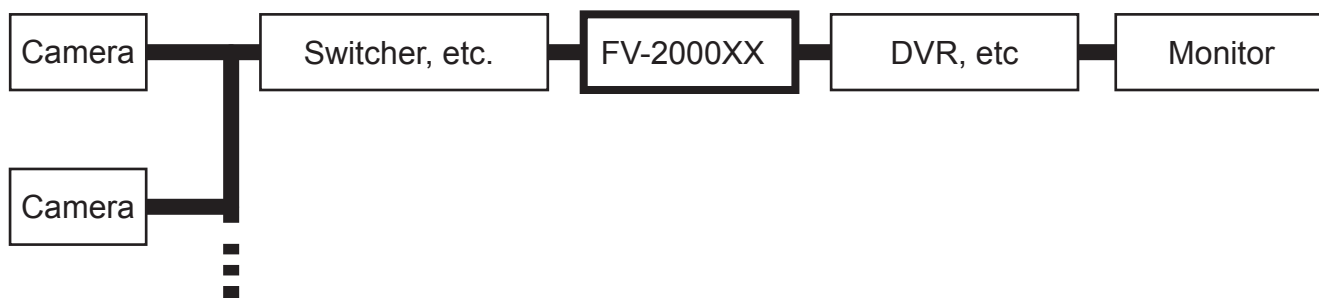 Camera
Switcher, etc.
FV-2000XX
DVR, etc
Monitor
Camera